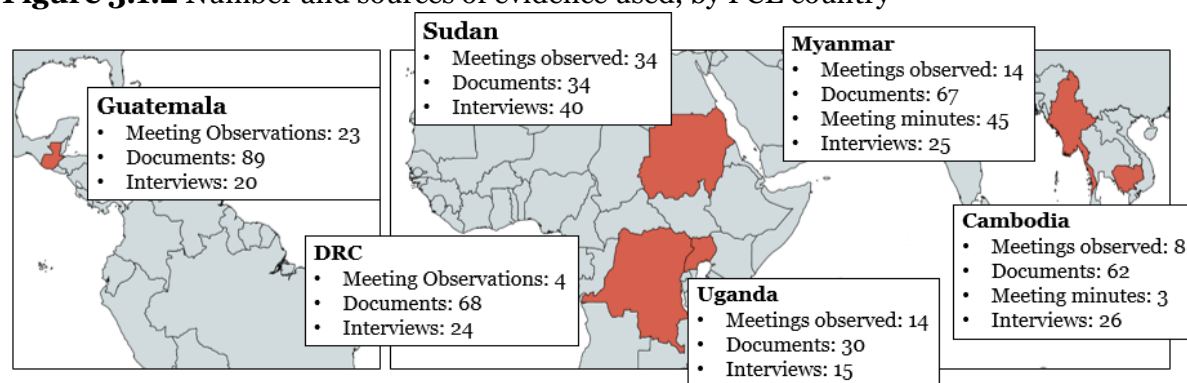 Figure 3.1.2 Number and sources of evidence used, by PCE country
Sudan
• Meetings observed: 34
• Documents: 34
• Interviews: 40
Myanmar
• Meetings observed: 14
• Documents: 67
• Meeting minutes: 45
• Interviews: 25
Guatemala
• Meeting Observations: 23
• Documents: 89
• Interviews: 20
Cambodia
• Meetings observed: 8
• Documents: 62
• Meeting minutes: 3
• Interviews: 26
DRC
• Meeting Observations: 4
• Documents: 68
• Interviews: 24
Uganda
• Meetings observed: 14
• Documents: 30
• Interviews: 15